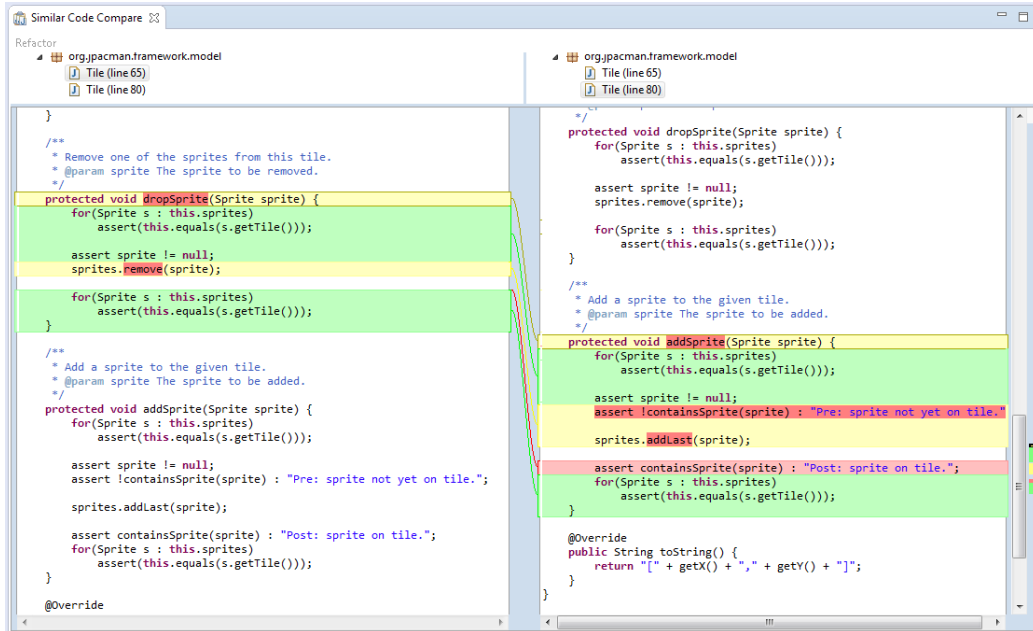 Similar Code Compare
Refactor
org.jpacman.framework.model
Tile (line 65)
Tile (line 80)
}
/**
* Remove one of the sprites from this tile.
* @param sprite The sprite to be removed.
*/
protected void dropSprite(Sprite sprite) {
for(Sprite s : this.sprites)
assert(this.equals(s.getTile()));
assert sprite != null;
sprites.remove(sprite);
for(Sprite s : this.sprites)
assert(this.equals(s.getTile()));
}
/**
* Add a sprite to the given tile.
* @param sprite The sprite to be added.
*/
protected void addSprite(Sprite sprite) {
for(Sprite s : this.sprites)
assert(this.equals(s.getTile()));
assert sprite != null;
assert !containsSprite(sprite) : "Pre: sprite not yet on tile.";
sprites.addLast(sprite);
assert containsSprite(sprite) : "Post: sprite on tile.";
for(Sprite s : this.sprites)
assert(this.equals(s.getTile()));
}
@Override
org.jpacman.framework.model
Tile (line 65)
Tile (line 80)
*/
protected void dropSprite(Sprite sprite) {
for(Sprite s : this.sprites)
assert(this.equals(s.getTile()));
assert sprite != null;
sprites.remove(sprite);
for(Sprite s : this.sprites)
assert(this.equals(s.getTile()));
}
/**
* Add a sprite to the given tile.
* @param sprite The sprite to be added.
*/
protected void addSprite(Sprite sprite) {
for(Sprite s : this.sprites)
assert(this.equals(s.getTile()));
assert sprite != null;
assert !containsSprite(sprite) : "Pre: sprite not yet on tile."
sprites.addLast(sprite);
assert containsSprite(sprite) : "Post: sprite on tile.";
for(Sprite s : this.sprites)
assert(this.equals(s.getTile()));
}
@Override
public String toString() {
return "[" + getX() + "," + getY() + "]";
}
}